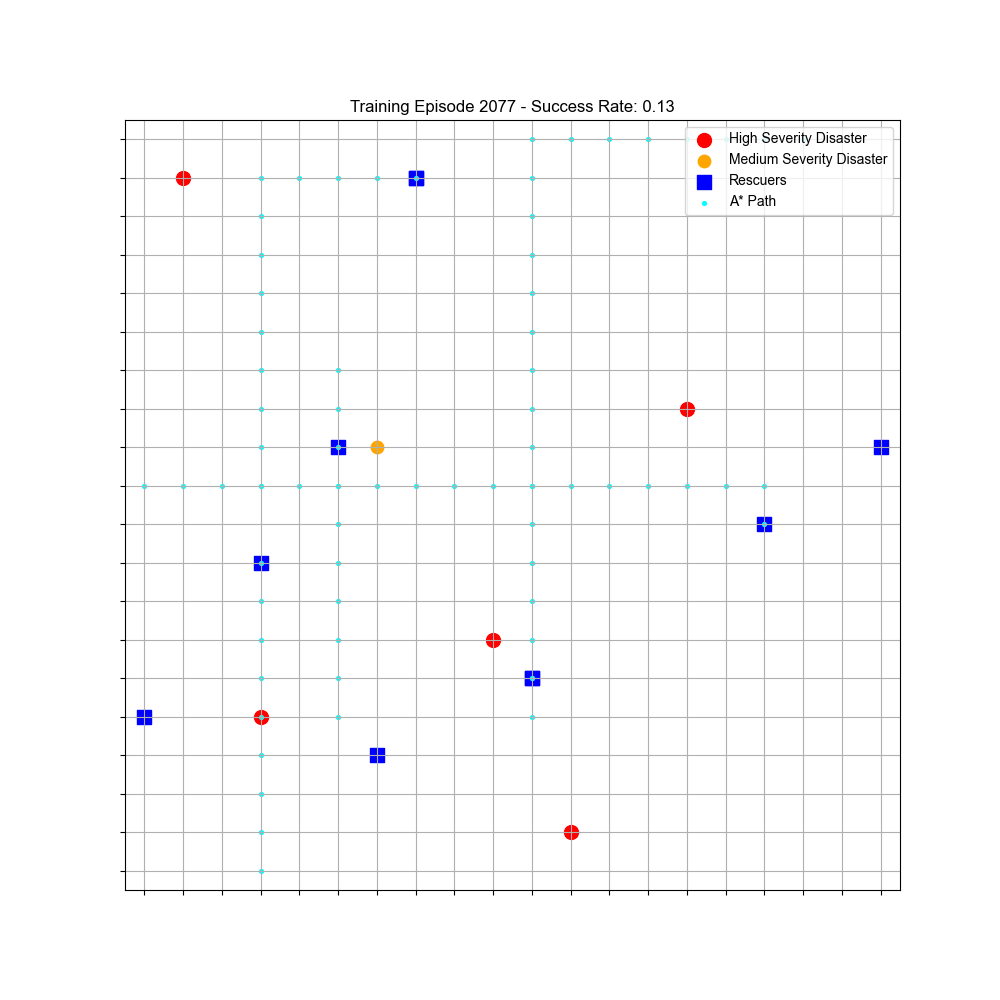 Training Episode 2077 - Success Rate: 0.13
High Severity Disaster
Medium Severity Disaster
Rescuers
A* Path